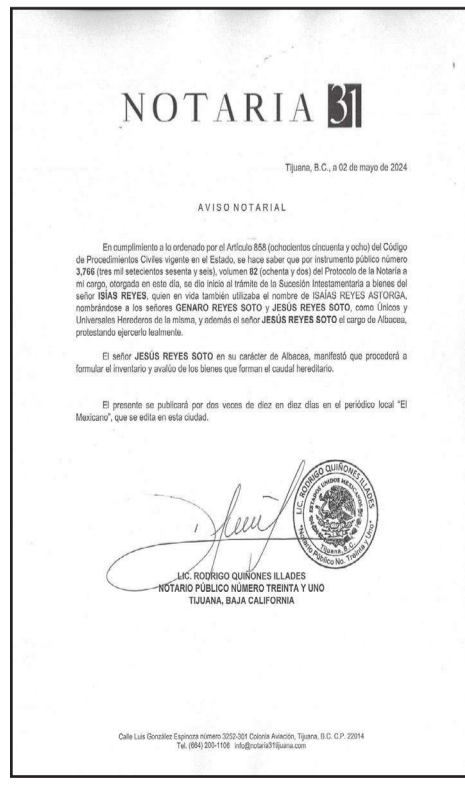 NOTARIA 31
Tijuana, B.C., a 02 de mayo de 2024
AVISO NOTARIAL
En cumplimiento a lo ordenado por el Artículo 858 (ochocientos cincuenta y ocho) del Código
de Procedimientos Civiles vigente en el Estado, se hace saber que por instrumento público número
3,766 (tres mil setecientos sesenta y seis), volumen 82 (ochenta y dos) del Protocolo de la Notaría a
mi cargo, otorgada en este día, se dio inicio al trámite de la Sucesión Intestamentaria a bienes del
señor ISÍAS REYES, quien en vida también utilizaba el nombre de ISAÍAS REYES ASTORGA,
nombrándose a los señores GENARO REYES SOTO y JESÚS REYES SOTO, como Únicos y
Universales Herederos de la misma, y además el señor JESÚS REYES SOTO el cargo de Albacea,
protestando ejercerlo lealmente.
El señor JESÚS REYES SOTO en su carácter de Albacea, manifestó que procederá a
formular el inventario y avalúo de los bienes que forman el caudal hereditario.
El presente se publicará por dos veces de diez en diez días en el periódico local "El
Mexicano", que se edita en esta ciudad.
LIC. RODRIGO QUIÑONES ILLADES
ESTADOS UNIDOS MEXICANOS
Tijuana, B.C.
Notario Público No. Treinta y Uno
LIC. RODRIGO QUIÑONES ILLADES
NOTARIO PÚBLICO NÚMERO TREINTA Y UNO
TIJUANA, BAJA CALIFORNIA
Calle Luis González Espinoza número 3252-301 Colonia Aviación, Tijuana, B.C. C.P. 22014
Tel. (664) 200-1106 info@notaria31tijuana.com